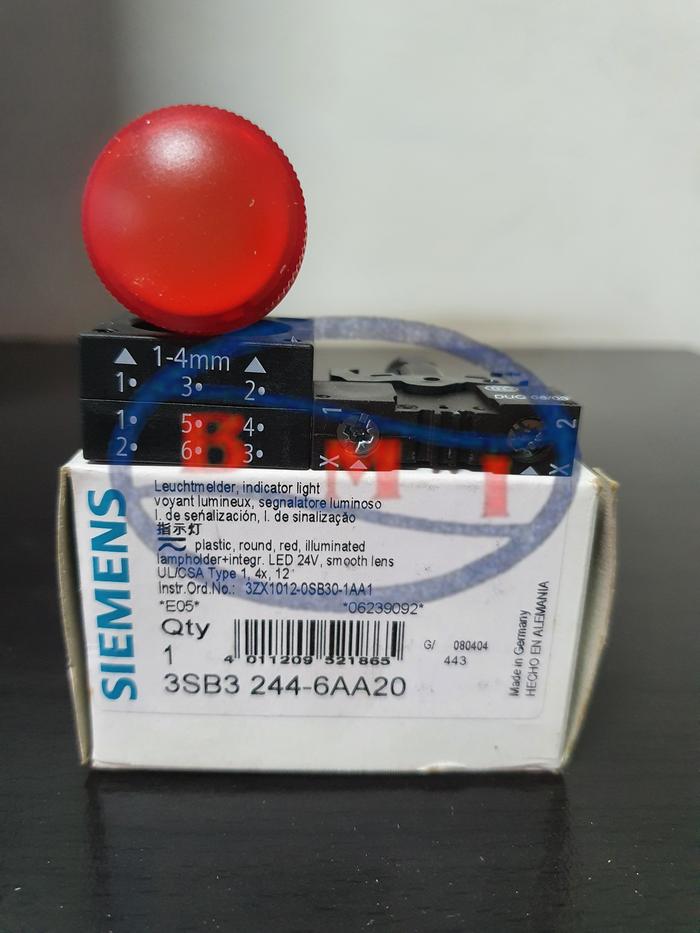 1-4mm
1• 3• 2•
1• 5• 4•
2• 6• 3•
1
2
X
X
B M I
SIEMENS
Leuchtmelder, indicator light
voyant lumineux, segnalatore luminoso
l. de señalización, l. de sinalização
指示灯
plastic, round, red, illuminated
lampholder+integr. LED 24V, smooth lens
UL/CSA Type 1, 4x, 12
Instr.Ord.No.: 3ZX1012-0SB30-1AA1
*E05* *06239092*
Qty
1
4 011209 521865
G/ 080404
443
3SB3 244-6AA20
Made in Germany
HECHO EN ALEMANIA